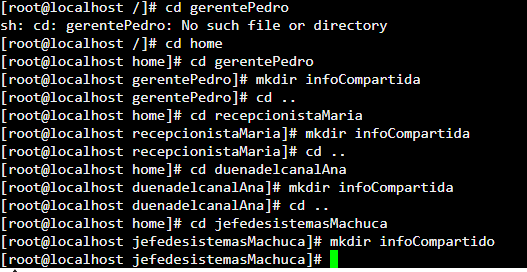 [root@localhost /]# cd gerentePedro
sh: cd: gerentePedro: No such file or directory
[root@localhost /]# cd home
[root@localhost home]# cd gerentePedro
[root@localhost gerentePedro]# mkdir infoCompartida
[root@localhost gerentePedro]# cd ..
[root@localhost home]# cd recepcionistaMaria
[root@localhost recepcionistaMaria]# mkdir infoCompartida
[root@localhost recepcionistaMaria]# cd ..
[root@localhost home]# cd duenadelcanalAna
[root@localhost duenadelcanalAna]# mkdir infoCompartida
[root@localhost duenadelcanalAna]# cd ..
[root@localhost home]# cd jefedesistemasMachuca
[root@localhost jefedesistemasMachuca]# mkdir infoCompartido
[root@localhost jefedesistemasMachuca]#